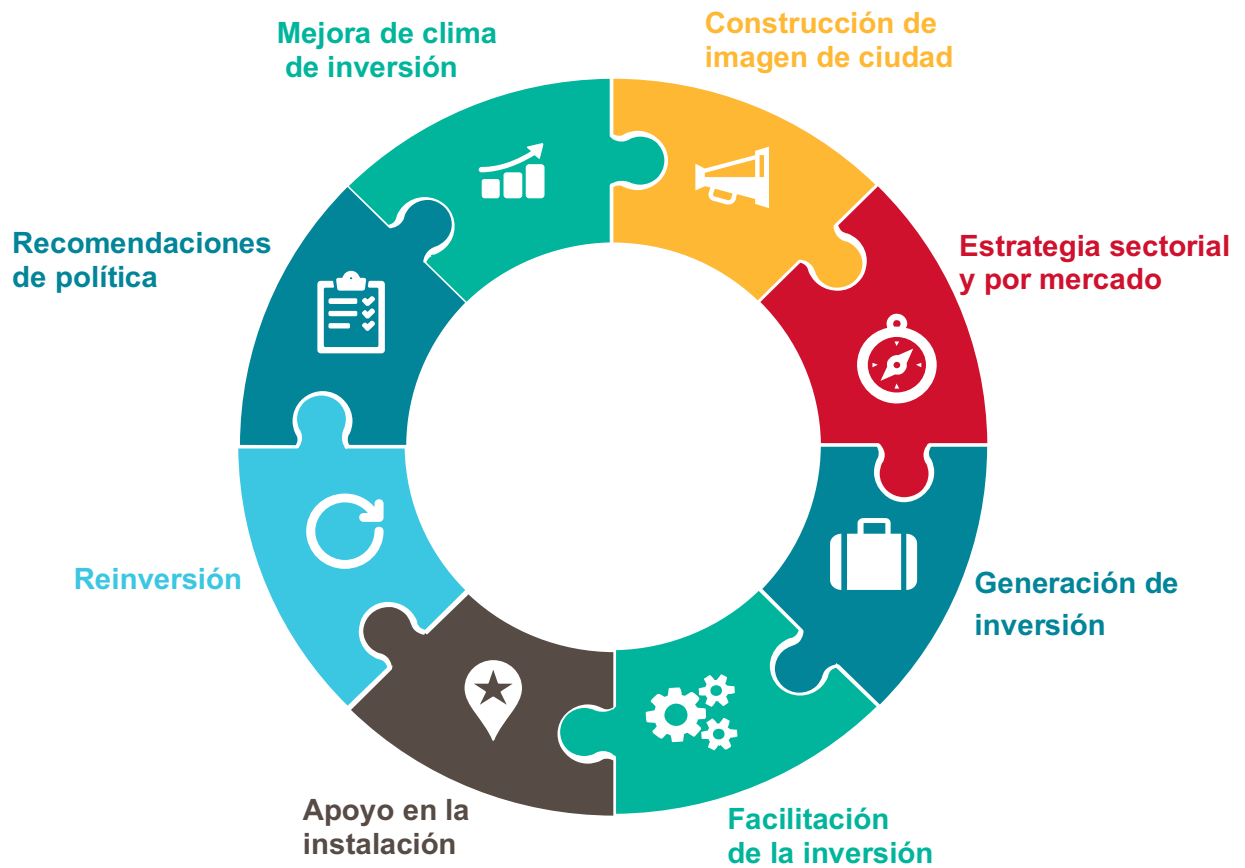 Mejora de clima
de inversión
Construcción de
imagen de ciudad
Estrategia sectorial
y por mercado
Generación de
inversión
Facilitación
de la inversión
Apoyo en la
instalación
Reinversión
Recomendaciones
de política